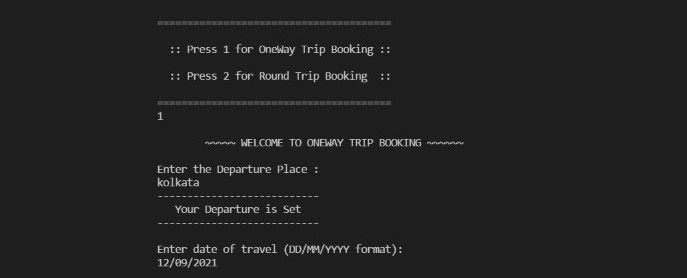 =======================================
:: Press 1 for OneWay Trip Booking ::
:: Press 2 for Round Trip Booking  ::
=======================================
1
~~~~~ WELCOME TO ONEWAY TRIP BOOKING ~~~~~~
Enter the Departure Place :
kolkata
---------------------------
Your Departure is Set
---------------------------
Enter date of travel (DD/MM/YYYY format):
12/09/2021